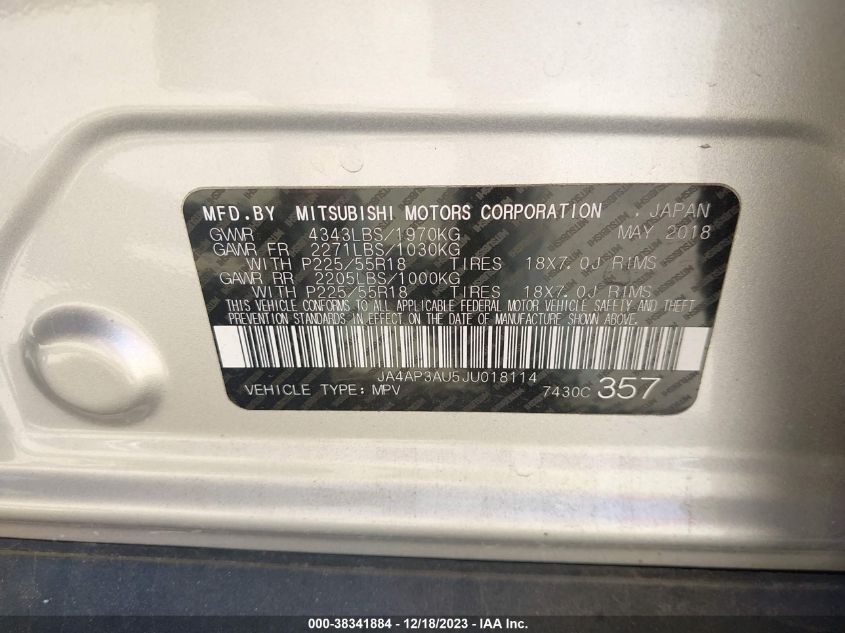 MFD.BY MITSUBISHI MOTORS CORPORATION , JAPAN
GVWR 4343LBS/1970KG MAY 2018
GAWR FR 2271LBS/1030KG
WITH P225/55R18 TIRES 18X7.0J RIMS
GAWR RR 2205LBS/1000KG
WITH P225/55R18 TIRES 18X7.0J RIMS
THIS VEHICLE CONFORMS TO ALL APPLICABLE FEDERAL MOTOR VEHICLE SAFETY AND THEFT
PREVENTION STANDARDS IN EFFECT ON THE DATE OF MANUFACTURE SHOWN ABOVE.
JA4AP3AU5JU018114
VEHICLE TYPE: MPV 7430C 357
000-38341884 - 12/18/2023 - IAA Inc.